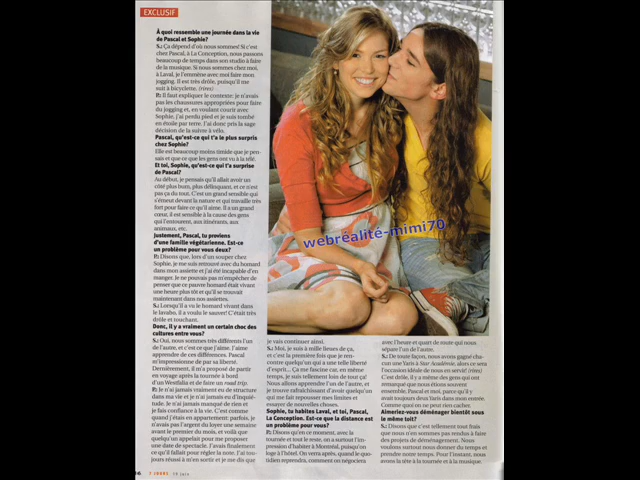 EXCLUSIF
À quoi ressemble une journée dans la vie
de Pascal et Sophie?
S.: Ça dépend d'où nous sommes! Si c'est
chez Pascal, à La Conception, nous passons
beaucoup de temps dans son studio à faire
de la musique. Si nous sommes chez moi,
à Laval, je l'emmène avec moi faire mon
jogging. Il est très drôle, puisqu'il me
suit à bicyclette. (rires)
P.: Il faut expliquer le contexte: je n'avais
pas les chaussures appropriées pour faire
du jogging et, en voulant courir avec
Sophie, j'ai perdu pied et je suis tombé
en étoile par terre. J'ai donc pris la sage
décision de la suivre à vélo.
Pascal, qu'est-ce qui t'a le plus surpris
chez Sophie?
Elle est beaucoup moins timide que je pen-
sais et que ce que les gens ont vu à la télé.
Et toi, Sophie, qu'est-ce qui t'a surprise
de Pascal?
Au début, je pensais qu'il allait avoir un
côté plus bum, plus délinquant, et ce n'est
pas ça du tout. C'est un grand sensible qui
s'émeut devant la nature et qui travaille très
fort pour faire ce qu'il aime. Il a un grand
cœur, il est sensible à la cause des gens
qui l'entourent, aux itinérants, aux
animaux, etc.
Justement, Pascal, tu proviens
d'une famille végétarienne. Est-ce
un problème pour vous deux?
P.: Disons que, lors d'un souper chez
Sophie, je me suis retrouvé avec du homard
dans mon assiette et j'ai été incapable d'en
manger. Je ne pouvais pas m'empêcher de
penser que ce pauvre homard était vivant
une heure plus tôt et qu'il se trouvait
maintenant dans nos assiettes.
S.: Lorsqu'il a vu le homard vivant dans
le lavabo, il a voulu le sauver! C'était très
drôle et touchant.
Donc, il y a vraiment un certain choc des
cultures entre vous?
S.: Oui, nous sommes très différents l'un
de l'autre, et c'est ce que j'aime. J'aime
apprendre de ces différences. Pascal
m'impressionne de par sa liberté.
Dernièrement, il m'a proposé de partir
en voyage après la tournée à bord
d'un Westfalia et de faire un road trip.
P.: Je n'ai jamais vraiment eu de structure
dans ma vie et je n'ai jamais eu d'inquié-
tude. Je n'ai jamais manqué de rien et
je fais confiance à la vie. C'est comme
quand j'étais en appartement: parfois, je
n'avais pas l'argent du loyer une semaine
avant le premier du mois, et voilà que
quelqu'un appelait pour me proposer
une date de spectacle. J'avais finalement
ce qu'il fallait pour régler la note. J'ai tou-
jours réussi à m'en sortir et je me dis que
je vais continuer ainsi.
S.: Moi, je suis à mille lieues de ça,
et c'est la première fois que je ren-
contre quelqu'un qui a une telle liberté
d'esprit... Ça me fascine car, en même
temps, je suis tellement loin de tout ça!
Nous allons apprendre l'un de l'autre, et
je trouve rafraîchissant d'avoir quelqu'un
qui me fait repousser mes limites et
essayer de nouvelles choses.
Sophie, tu habites Laval, et toi, Pascal,
La Conception. Est-ce que la distance est
un problème pour vous?
P.: Disons qu'en ce moment, avec la
tournée et tout le reste, on a surtout l'im-
pression d'habiter à Montréal, puisqu'on
loge à l'hôtel. On verra après, quand le quo-
tidien reprendra, comment on négociera
avec l'heure et quart de route qui nous
sépare l'un de l'autre.
S.: De toute façon, nous avons gagné cha-
cun une Yaris à Star Académie, alors ce sera
l'occasion idéale de nous en servir! (rires)
C'est drôle, il y a même des gens qui ont
remarqué que nous étions souvent
ensemble, Pascal et moi, parce qu'il y
avait toujours deux Yaris dans mon entrée.
Comme quoi on ne peut rien cacher.
Aimeriez-vous déménager bientôt sous
le même toit?
S.: Disons que c'est tellement tout frais
que nous n'en sommes pas rendus à faire
des projets de déménagement. Nous
voulons surtout nous donner du temps et
prendre notre temps. Pour l'instant, nous
avons la tête à la tournée et à la musique.
webréalité-mimi70
7 JOURS